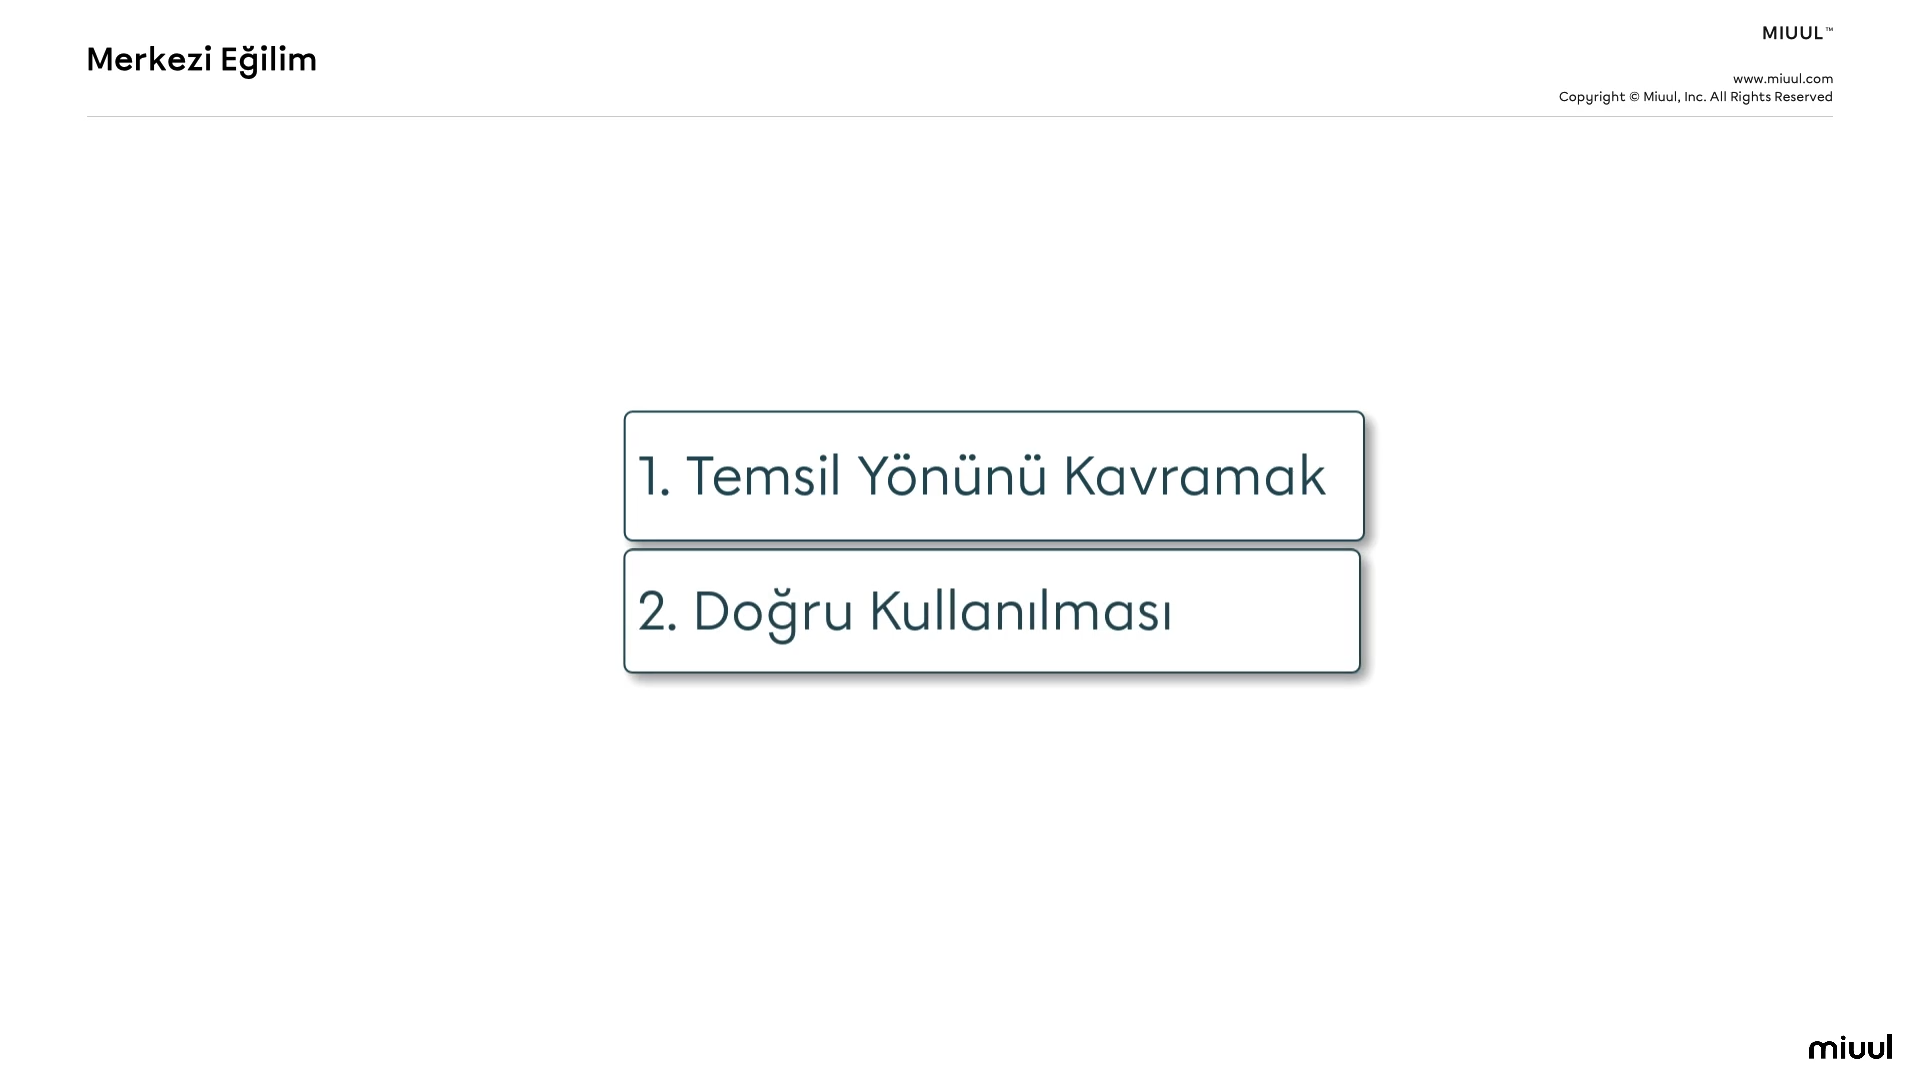 Merkezi Eğilim
MIUUL™
www.miuul.com
Copyright © Miuul, Inc. All Rights Reserved
1. Temsil Yönünü Kavramak
2. Doğru Kullanılması
miuul